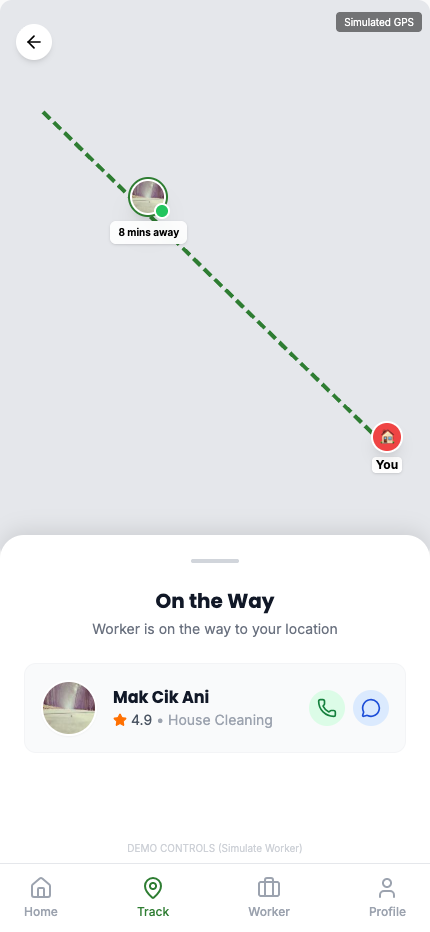 Simulated GPS
8 mins away
You
On the Way
Worker is on the way to your location
Mak Cik Ani
4.9 • House Cleaning
DEMO CONTROLS (Simulate Worker)
Home
Track
Worker
Profile